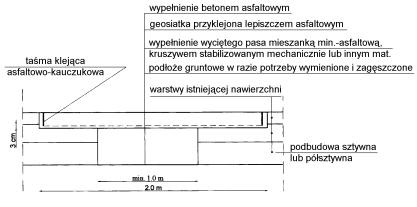 wypełnienie betonem asfaltowym
geosiatka przyklejona lepiszczem asfaltowym
wypełnienie wyciętego pasa mieszanką min.-asfaltową,
kruszywem stabilizowanym mechanicznie lub innym mat.
podłoże gruntowe w razie potrzeby wymienione i zagęszczone
taśma klejąca
asfaltowo-kauczukowa
warstwy istniejącej nawierzchni
3 cm
podbudowa sztywna
lub półsztywna
min. 1.0 m
2.0 m